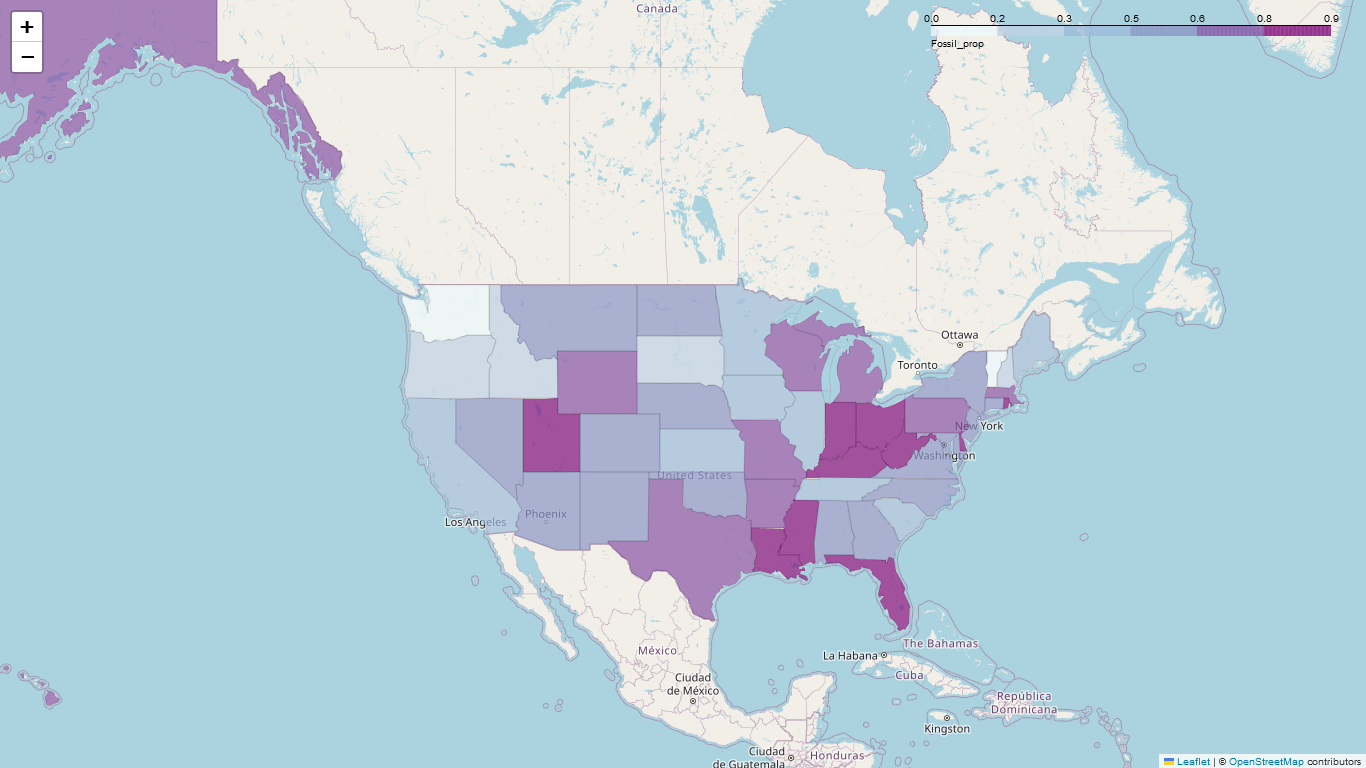 Canada
+
−
0.0 0.2 0.3 0.5 0.6 0.8 0.9
Fossil_prop
Ottawa
Toronto
New York
Washington
United States
Phoenix
Los Angeles
The Bahamas
La Habana
México
Cuba
Ciudad
de México
República
Dominicana
Kingston
Ciudad
de Guatemala
Honduras
Leaflet | © OpenStreetMap contributors